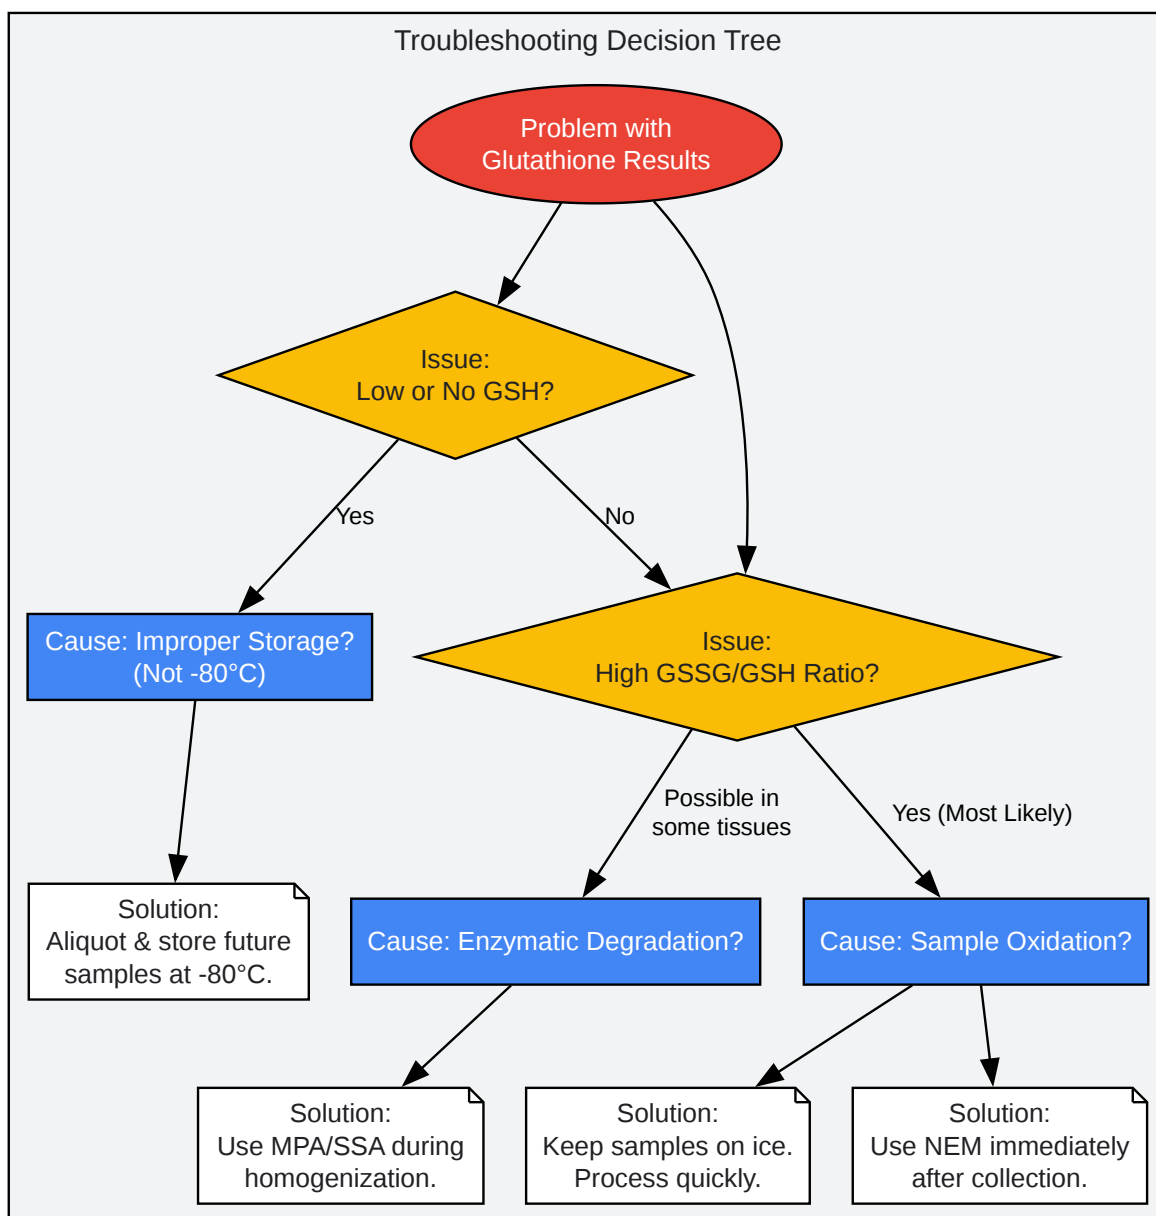 Troubleshooting Decision Tree
Problem with
Glutathione Results
Issue:
Low or No GSH?
Yes
No
Cause: Improper Storage?
(Not -80°C)
Issue:
High GSSG/GSH Ratio?
Possible in
some tissues
Yes (Most Likely)
Solution:
Aliquot & store future
samples at -80°C.
Cause: Enzymatic Degradation?
Cause: Sample Oxidation?
Solution:
Use MPA/SSA during
homogenization.
Solution:
Keep samples on ice.
Process quickly.
Solution:
Use NEM immediately
after collection.